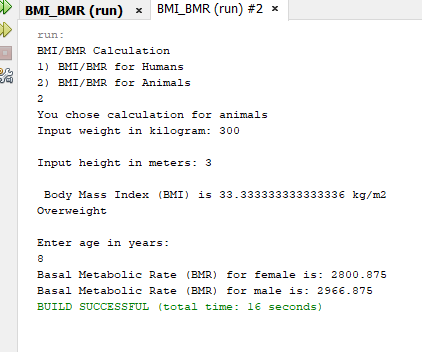 BMI_BMR (run) × BMI_BMR (run) #2 ×
run:
BMI/BMR Calculation
1) BMI/BMR for Humans
2) BMI/BMR for Animals
2
You chose calculation for animals
Input weight in kilogram: 300
Input height in meters: 3
Body Mass Index (BMI) is 33.333333333333336 kg/m2
Overweight
Enter age in years:
8
Basal Metabolic Rate (BMR) for female is: 2800.875
Basal Metabolic Rate (BMR) for male is: 2966.875
BUILD SUCCESSFUL (total time: 16 seconds)